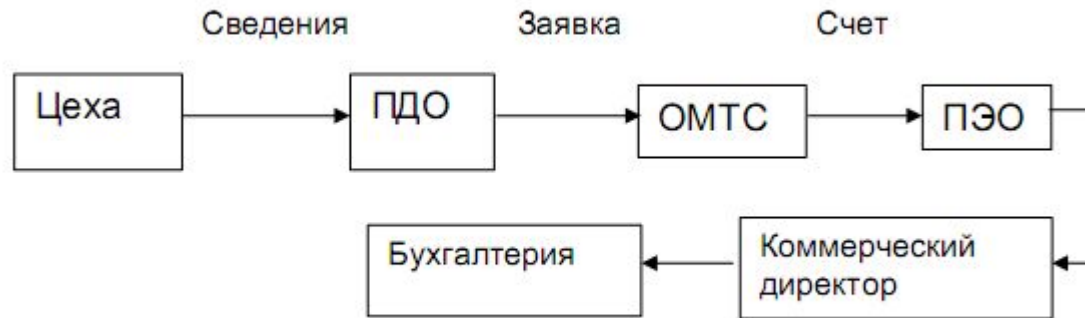 Сведения Заявка Счет
Цеха ПДО ОМТС ПЭО
Бухгалтерия Коммерческий
директор